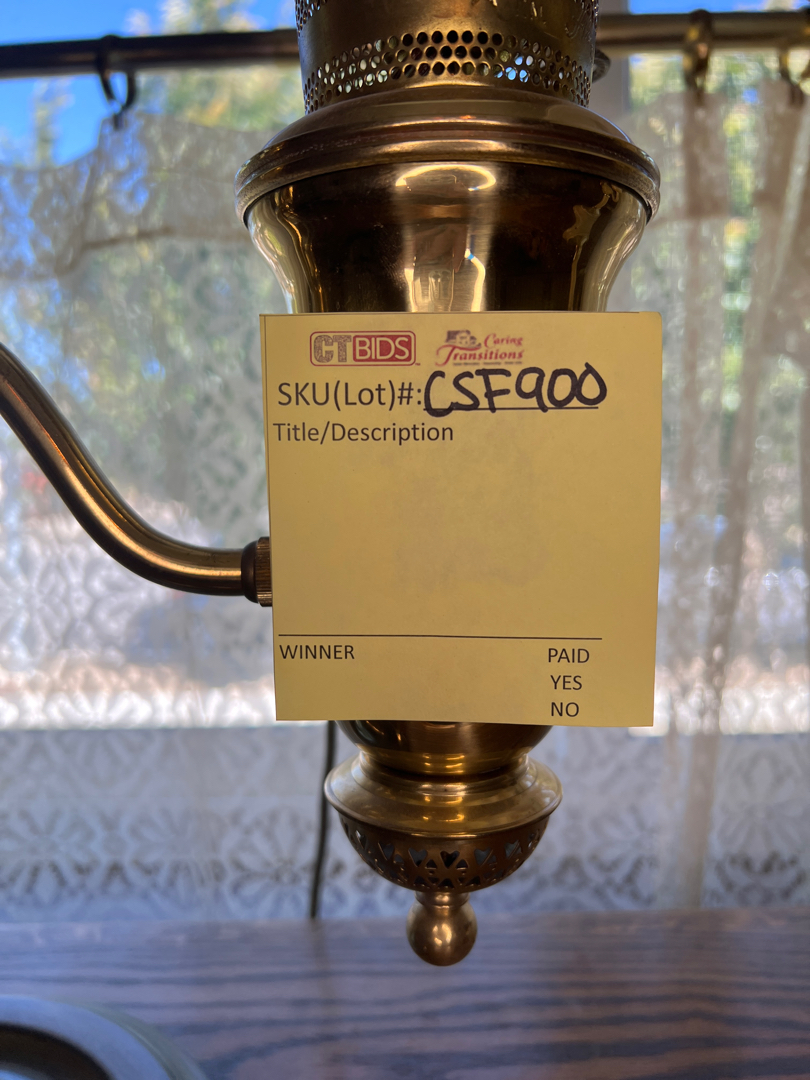 CTBIDS Caring Transitions
SKU(Lot)#: CSF900
Title/Description
WINNER PAID
YES
NO